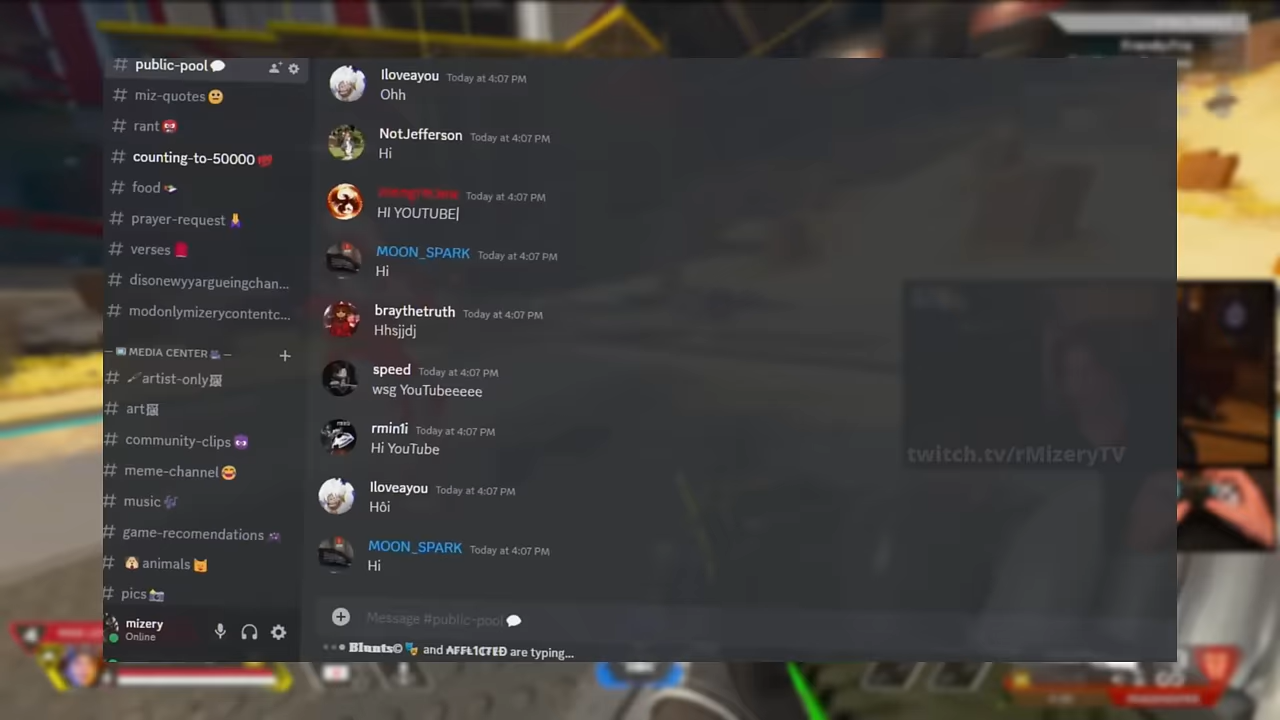 # public-pool💬
# miz-quotes😐
# rant
# counting-to-50000
# food
# prayer-request
# verses
# disonewyyargueingchan...
# modonlymizerycontentc...
— MEDIA CENTER —
# artist-only
# art
# community-clips
# meme-channel
# music
# game-recomendations
# animals
# pics
mizery
Online
Iloveayou Today at 4:07 PM
Ohh
NotJefferson Today at 4:07 PM
Hi
Today at 4:07 PM
HI YOUTUBE
MOON_SPARK Today at 4:07 PM
Hi
braythetruth Today at 4:07 PM
Hhsjjdj
speed Today at 4:07 PM
wsg YouTubeeeee
rmin1i Today at 4:07 PM
Hi YouTube
Iloveayou Today at 4:07 PM
Hôi
MOON_SPARK Today at 4:07 PM
Hi
Message #public-pool💬
Blunts© and AFFŁ1CTED are typing...
twitch.tv/rMizeryTV